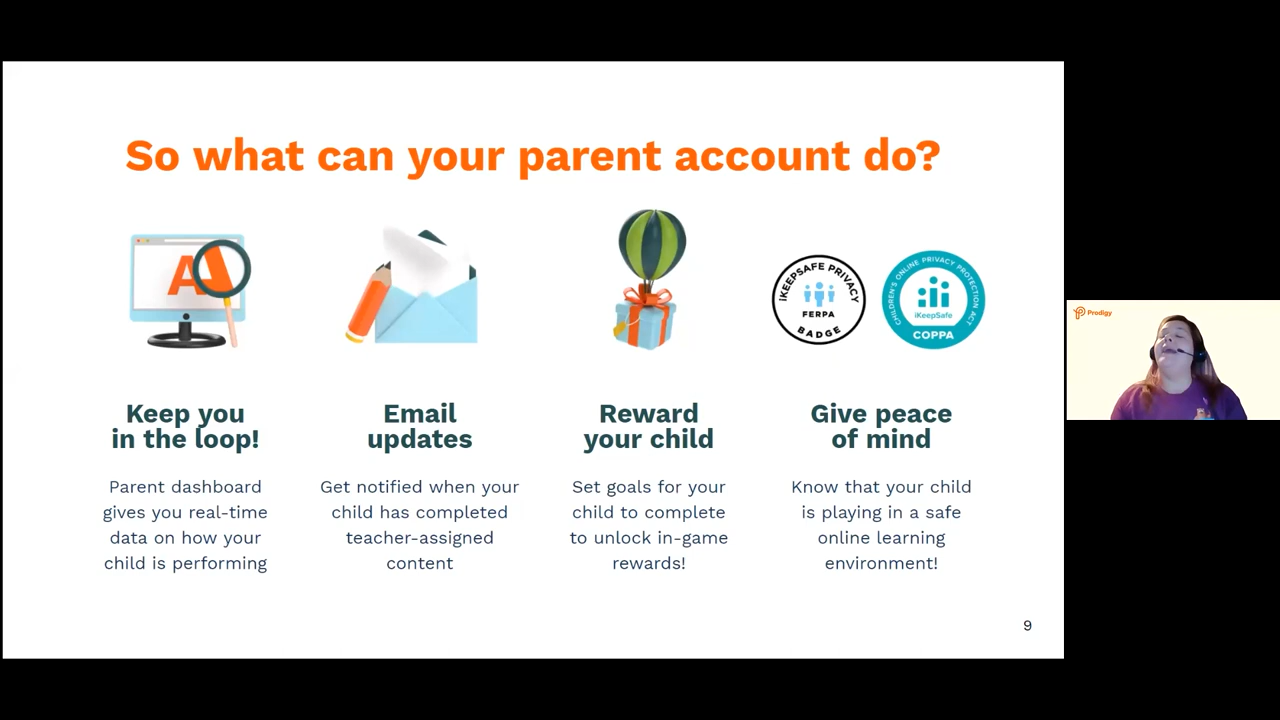 So what can your parent account do?
A
iKEEPSAFE PRIVACY
FERPA
BADGE
CHILDREN'S ONLINE PRIVACY PROTECTION ACT
iKeepSafe
COPPA
Keep you
in the loop!
Parent dashboard
gives you real-time
data on how your
child is performing
Email
updates
Get notified when your
child has completed
teacher-assigned
content
Reward
your child
Set goals for your
child to complete
to unlock in-game
rewards!
Give peace
of mind
Know that your child
is playing in a safe
online learning
environment!
9
Prodigy